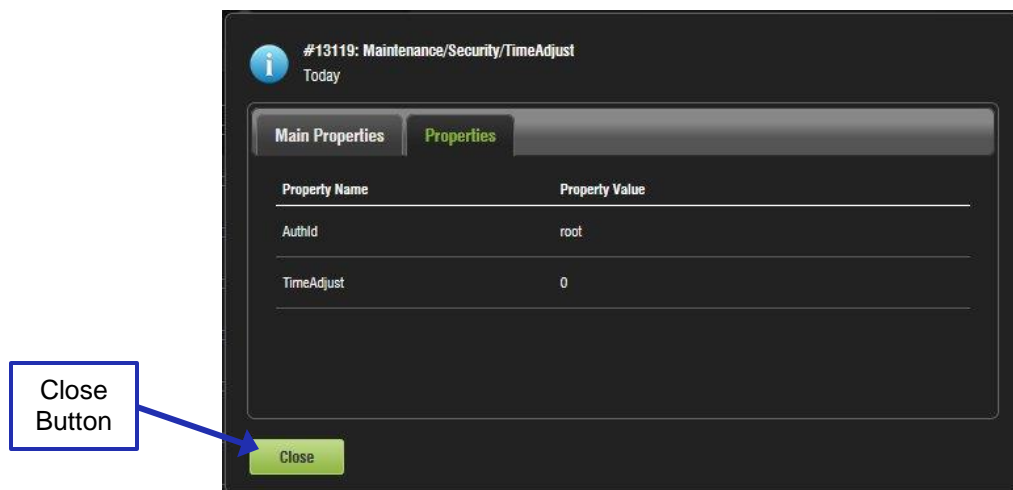 #13119: Maintenance/Security/TimeAdjust
Today
Main Properties Properties
Property Name Property Value
AuthId root
TimeAdjust 0
Close
Button
Close